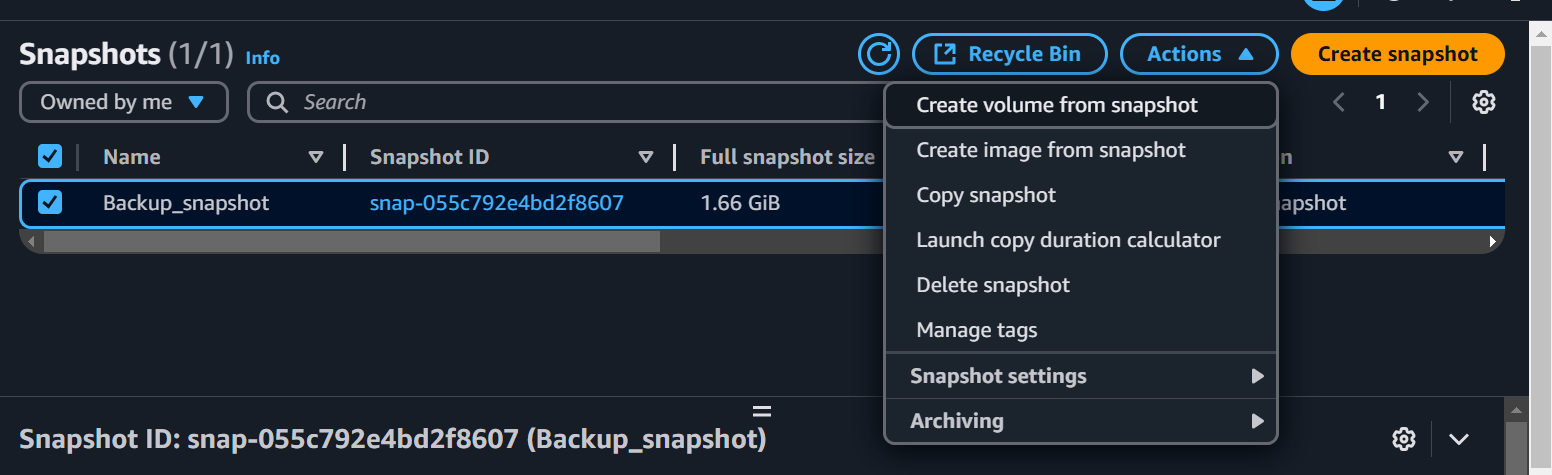 Snapshots (1/1) Info
Recycle Bin
Actions
Create snapshot
Owned by me
Search
1
Name
Snapshot ID
Full snapshot size
Backup_snapshot
snap-055c792e4bd2f8607
1.66 GiB
Create volume from snapshot
Create image from snapshot
Copy snapshot
Launch copy duration calculator
Delete snapshot
Manage tags
Snapshot settings
Archiving
Snapshot ID: snap-055c792e4bd2f8607 (Backup_snapshot)